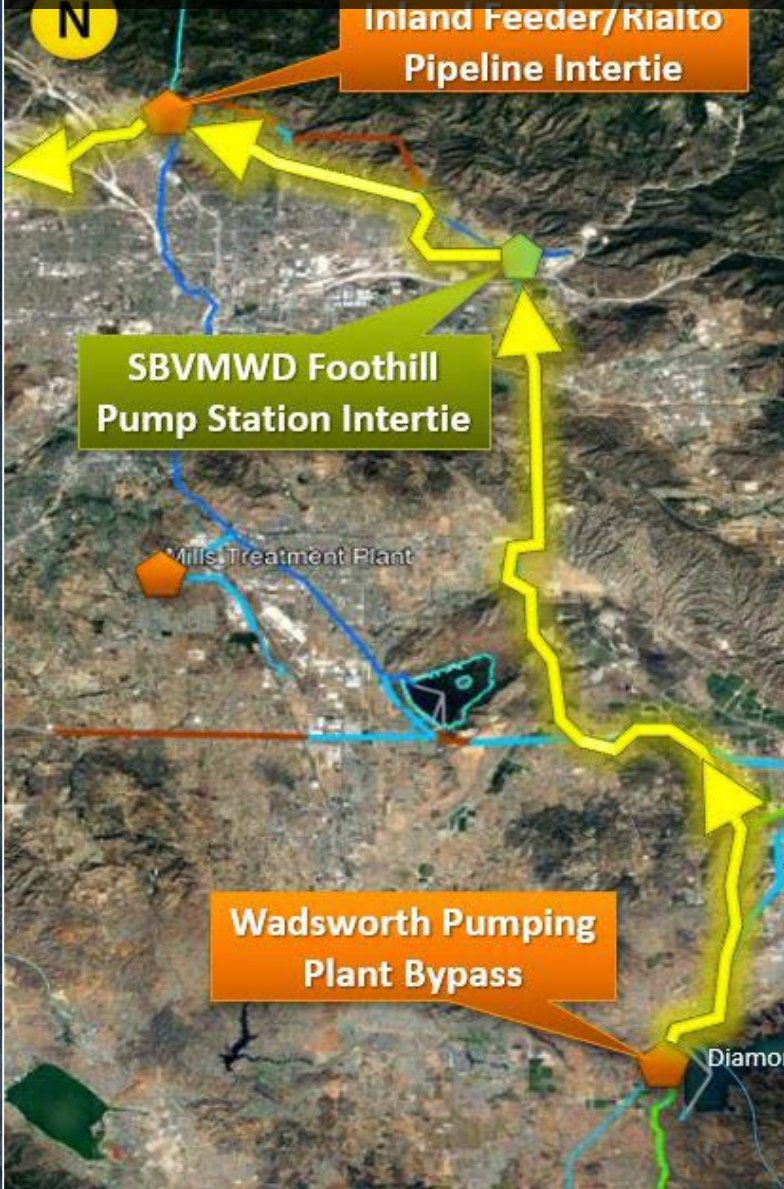 N
Inland Feeder/Rialto
Pipeline Intertie
SBVMWD Foothill
Pump Station Intertie
Mills Treatment Plant
Wadsworth Pumping
Plant Bypass
Diamo